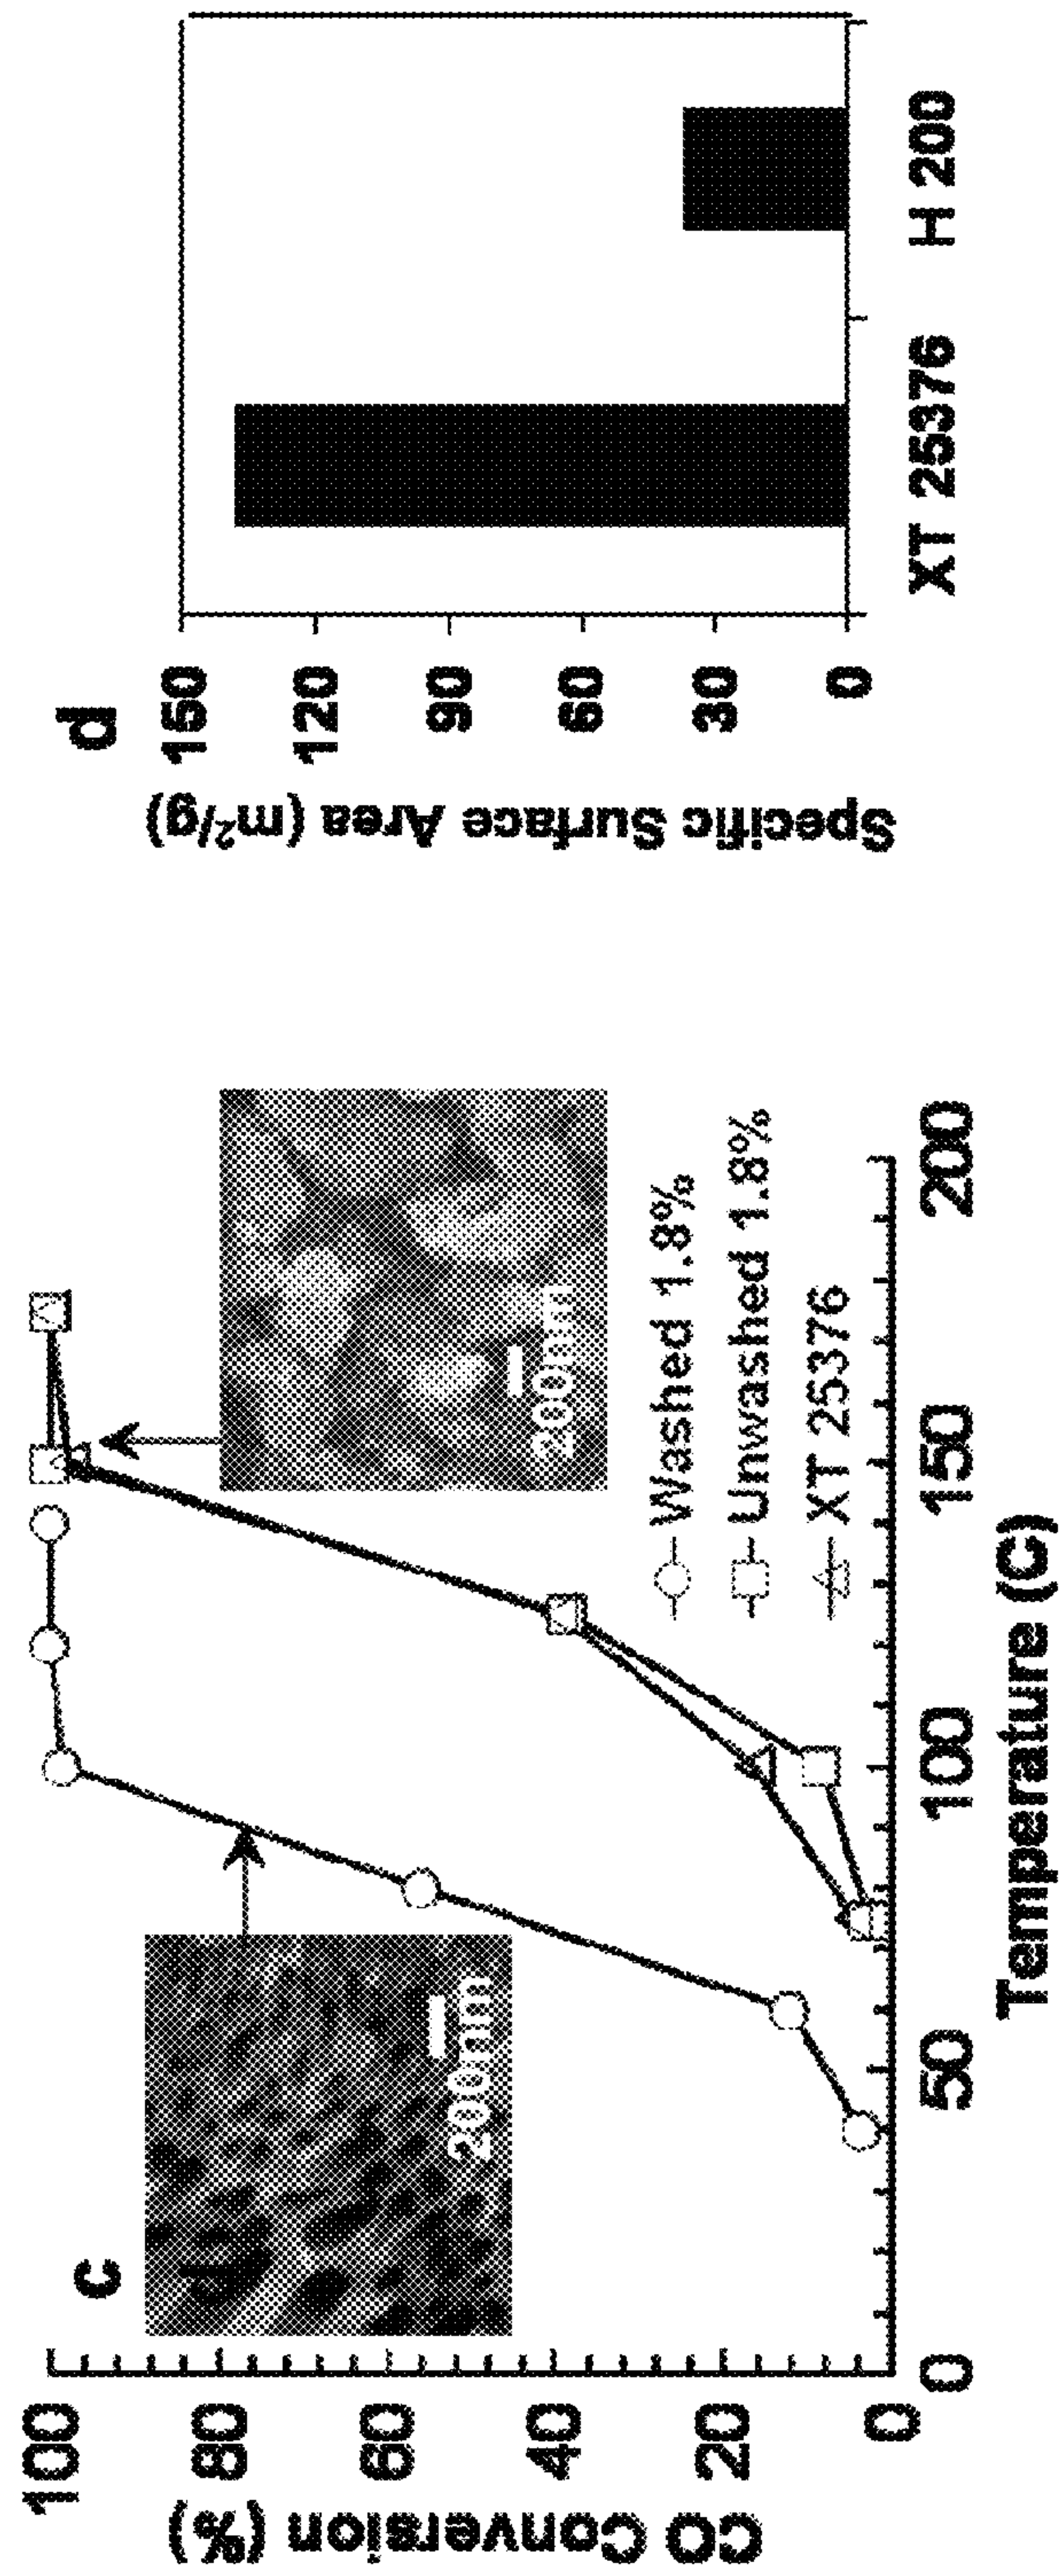 c
CO Conversion (%)
100
80
60
40
20
0
200nm
200nm
Washed 1.8%
Unwashed 1.8%
XT 25376
0
50
100
150
200
Temperature (C)
d
Specific Surface Area (m²/g)
150
120
90
60
30
0
XT 25376
H 200